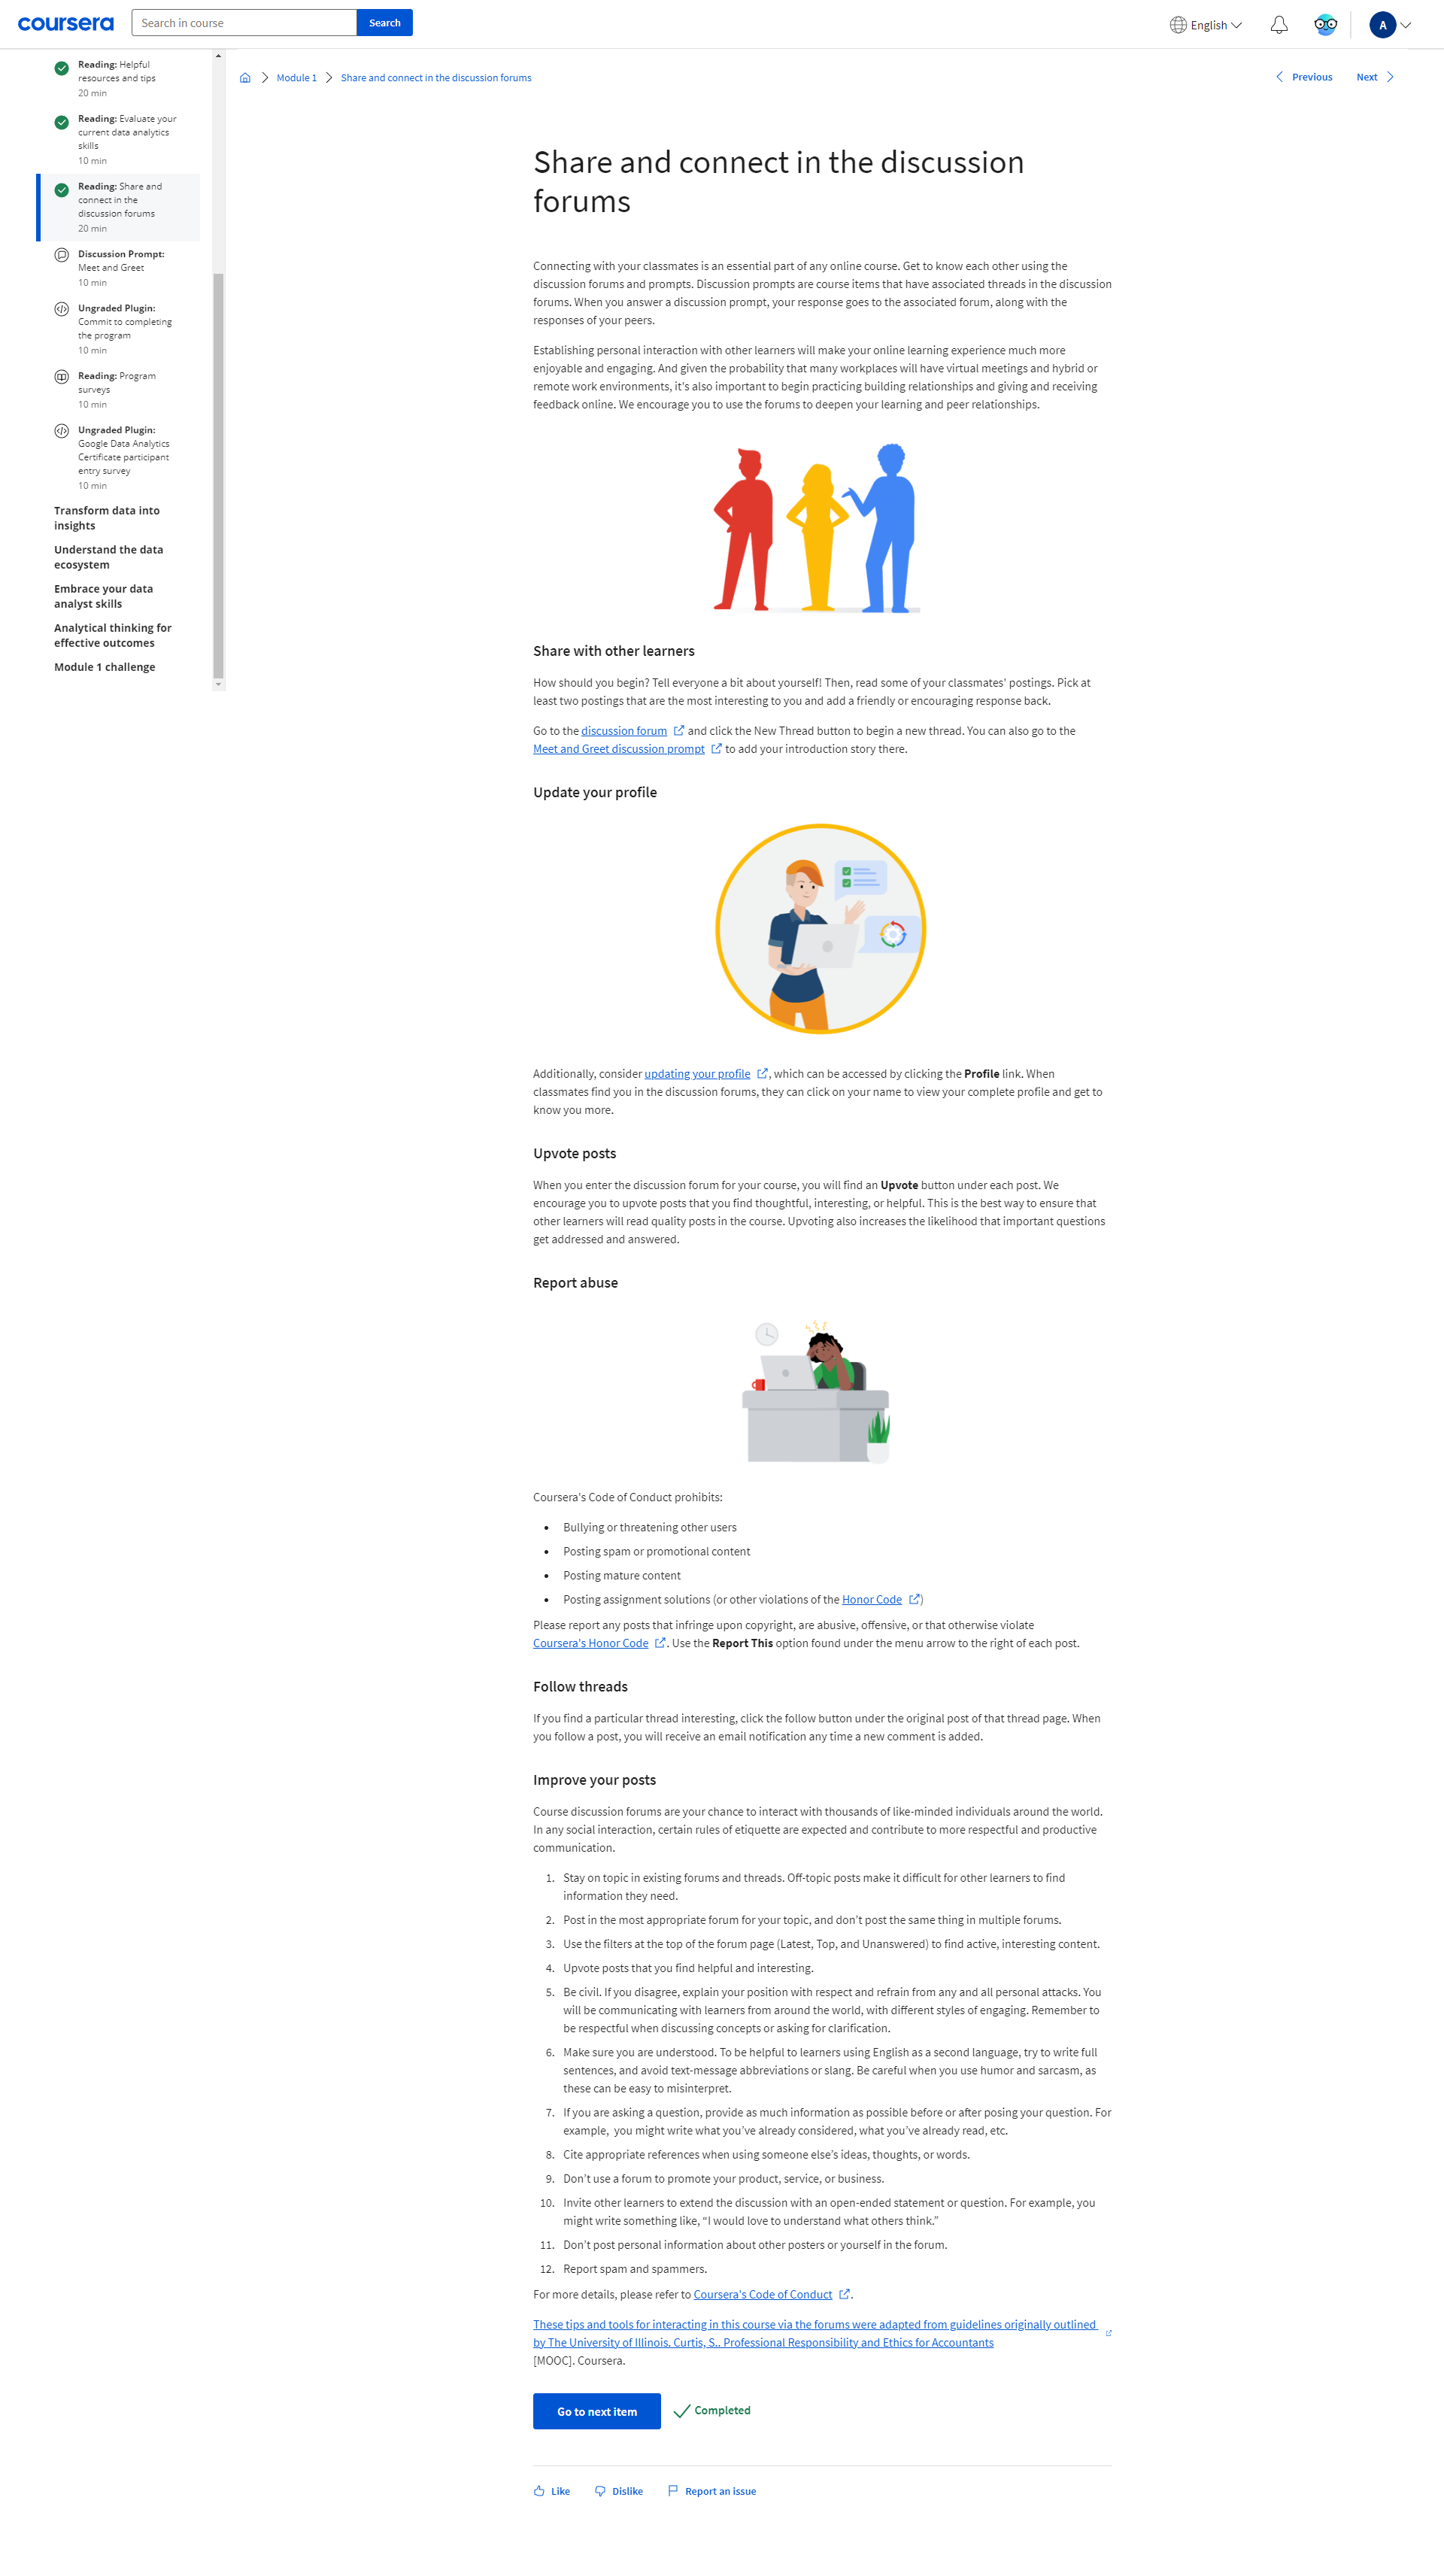 coursera
Search in course
Search
English
A
Reading: Helpful
resources and tips
20 min
Reading: Evaluate your
current data analytics
skills
10 min
Reading: Share and
connect in the
discussion forums
20 min
Discussion Prompt:
Meet and Greet
10 min
Ungraded Plugin:
Commit to completing
the program
10 min
Reading: Program
surveys
10 min
Ungraded Plugin:
Google Data Analytics
Certificate participant
entry survey
10 min
Transform data into
insights
Understand the data
ecosystem
Embrace your data
analyst skills
Analytical thinking for
effective outcomes
Module 1 challenge
Module 1
Share and connect in the discussion forums
Previous
Next
Share and connect in the discussion
forums
Connecting with your classmates is an essential part of any online course. Get to know each other using the
discussion forums and prompts. Discussion prompts are course items that have associated threads in the discussion
forums. When you answer a discussion prompt, your response goes to the associated forum, along with the
responses of your peers.
Establishing personal interaction with other learners will make your online learning experience much more
enjoyable and engaging. And given the probability that many workplaces will have virtual meetings and hybrid or
remote work environments, it's also important to begin practicing building relationships and giving and receiving
feedback online. We encourage you to use the forums to deepen your learning and peer relationships.
Share with other learners
How should you begin? Tell everyone a bit about yourself! Then, read some of your classmates' postings. Pick at
least two postings that are the most interesting to you and add a friendly or encouraging response back.
Go to the discussion forum and click the New Thread button to begin a new thread. You can also go to the
Meet and Greet discussion prompt to add your introduction story there.
Update your profile
Additionally, consider updating your profile , which can be accessed by clicking the Profile link. When
classmates find you in the discussion forums, they can click on your name to view your complete profile and get to
know you more.
Upvote posts
When you enter the discussion forum for your course, you will find an Upvote button under each post. We
encourage you to upvote posts that you find thoughtful, interesting, or helpful. This is the best way to ensure that
other learners will read quality posts in the course. Upvoting also increases the likelihood that important questions
get addressed and answered.
Report abuse
Coursera's Code of Conduct prohibits:
• Bullying or threatening other users
• Posting spam or promotional content
• Posting mature content
• Posting assignment solutions (or other violations of the Honor Code )
Please report any posts that infringe upon copyright, are abusive, offensive, or that otherwise violate
Coursera's Honor Code . Use the Report This option found under the menu arrow to the right of each post.
Follow threads
If you find a particular thread interesting, click the follow button under the original post of that thread page. When
you follow a post, you will receive an email notification any time a new comment is added.
Improve your posts
Course discussion forums are your chance to interact with thousands of like-minded individuals around the world.
In any social interaction, certain rules of etiquette are expected and contribute to more respectful and productive
communication.
1. Stay on topic in existing forums and threads. Off-topic posts make it difficult for other learners to find
information they need.
2. Post in the most appropriate forum for your topic, and don’t post the same thing in multiple forums.
3. Use the filters at the top of the forum page (Latest, Top, and Unanswered) to find active, interesting content.
4. Upvote posts that you find helpful and interesting.
5. Be civil. If you disagree, explain your position with respect and refrain from any and all personal attacks. You
will be communicating with learners from around the world, with different styles of engaging. Remember to
be respectful when discussing concepts or asking for clarification.
6. Make sure you are understood. To be helpful to learners using English as a second language, try to write full
sentences, and avoid text-message abbreviations or slang. Be careful when you use humor and sarcasm, as
these can be easy to misinterpret.
7. If you are asking a question, provide as much information as possible before or after posing your question. For
example, you might write what you’ve already considered, what you’ve already read, etc.
8. Cite appropriate references when using someone else’s ideas, thoughts, or words.
9. Don’t use a forum to promote your product, service, or business.
10. Invite other learners to extend the discussion with an open-ended statement or question. For example, you
might write something like, “I would love to understand what others think.”
11. Don’t post personal information about other posters or yourself in the forum.
12. Report spam and spammers.
For more details, please refer to Coursera's Code of Conduct .
These tips and tools for interacting in this course via the forums were adapted from guidelines originally outlined
by The University of Illinois. Curtis, S.. Professional Responsibility and Ethics for Accountants
[MOOC]. Coursera.
Go to next item
Completed
Like
Dislike
Report an issue